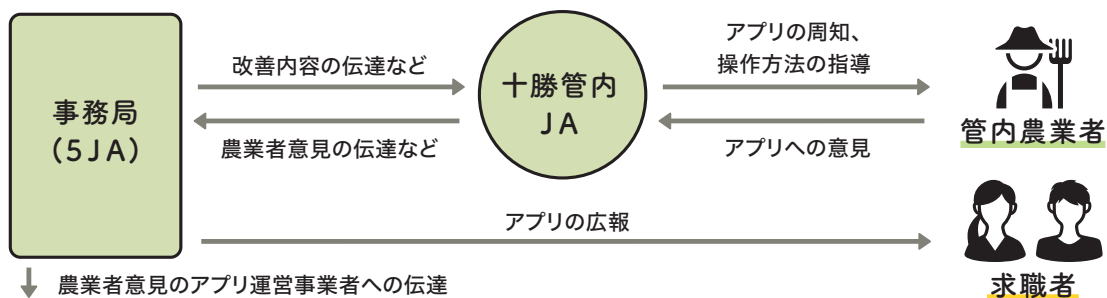 事務局
（5JA）
改善内容の伝達など
農業者意見の伝達など
十勝管内
JA
アプリの周知、
操作方法の指導
アプリへの意見
管内農業者
アプリの広報
求職者
農業者意見のアプリ運営事業者への伝達